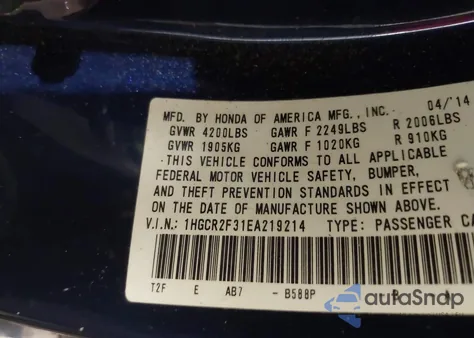 MFD. BY HONDA OF AMERICA MFG., INC. 04/'14
GVWR 4200LBS GAWR F 2249LBS R 2006LBS
GVWR 1905KG GAWR F 1020KG R 910KG
THIS VEHICLE CONFORMS TO ALL APPLICABLE
FEDERAL MOTOR VEHICLE SAFETY, BUMPER,
AND THEFT PREVENTION STANDARDS IN EFFECT
ON DATE OF MANUFACTURE SHOWN ABOVE.
V.I.N.: 1HGCR2F31EA219214 TYPE: PASSENGER CA
T2F E AB7 - B588P
autoSnap